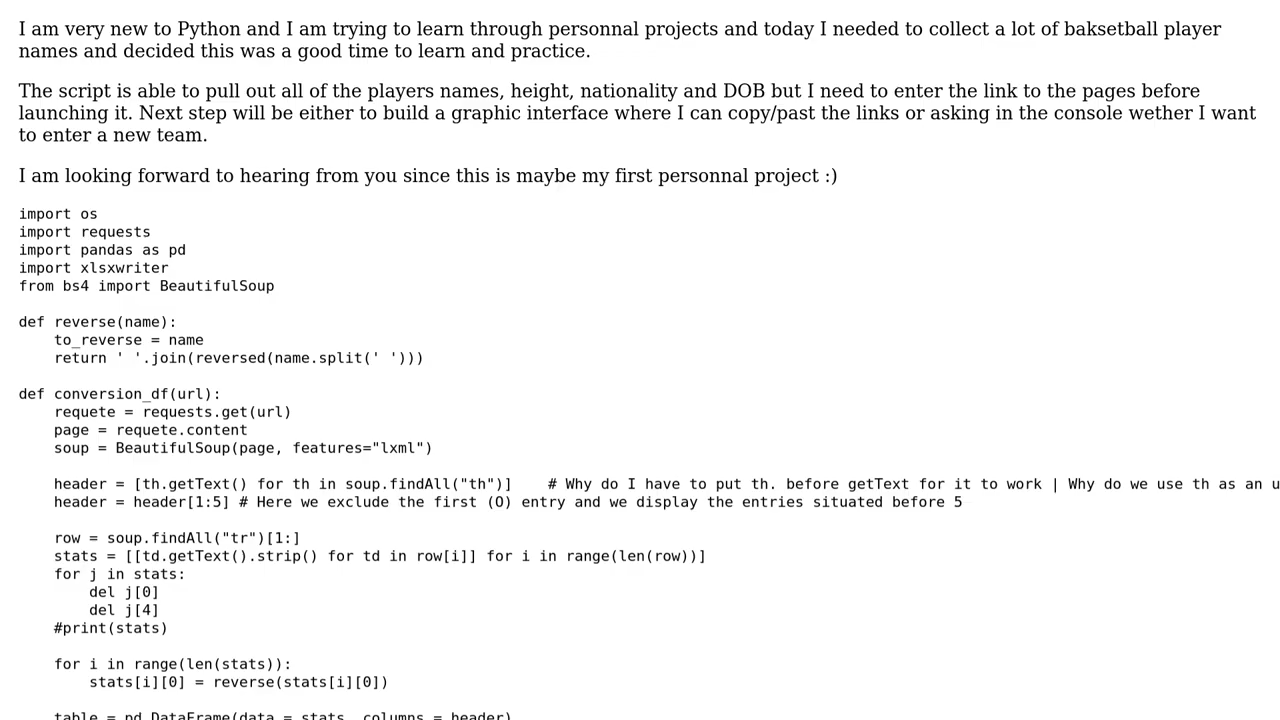 I am very new to Python and I am trying to learn through personnal projects and today I needed to collect a lot of baksetball player
names and decided this was a good time to learn and practice.
The script is able to pull out all of the players names, height, nationality and DOB but I need to enter the link to the pages before
launching it. Next step will be either to build a graphic interface where I can copy/past the links or asking in the console wether I want
to enter a new team.
I am looking forward to hearing from you since this is maybe my first personnal project :)
import os
import requests
import pandas as pd
import xlsxwriter
from bs4 import BeautifulSoup
def reverse(name):
    to_reverse = name
    return ' '.join(reversed(name.split(' ')))
def conversion_df(url):
    requete = requests.get(url)
    page = requete.content
    soup = BeautifulSoup(page, features="lxml")
    header = [th.getText() for th in soup.findAll("th")]    # Why do I have to put th. before getText for it to work | Why do we use th as an u
    header = header[1:5] # Here we exclude the first (O) entry and we display the entries situated before 5
    row = soup.findAll("tr")[1:]
    stats = [[td.getText().strip() for td in row[i]] for i in range(len(row))]
    for j in stats:
        del j[0]
        del j[4]
    #print(stats)
    for i in range(len(stats)):
        stats[i][0] = reverse(stats[i][0])
    table = pd.DataFrame(data = stats, columns = header)